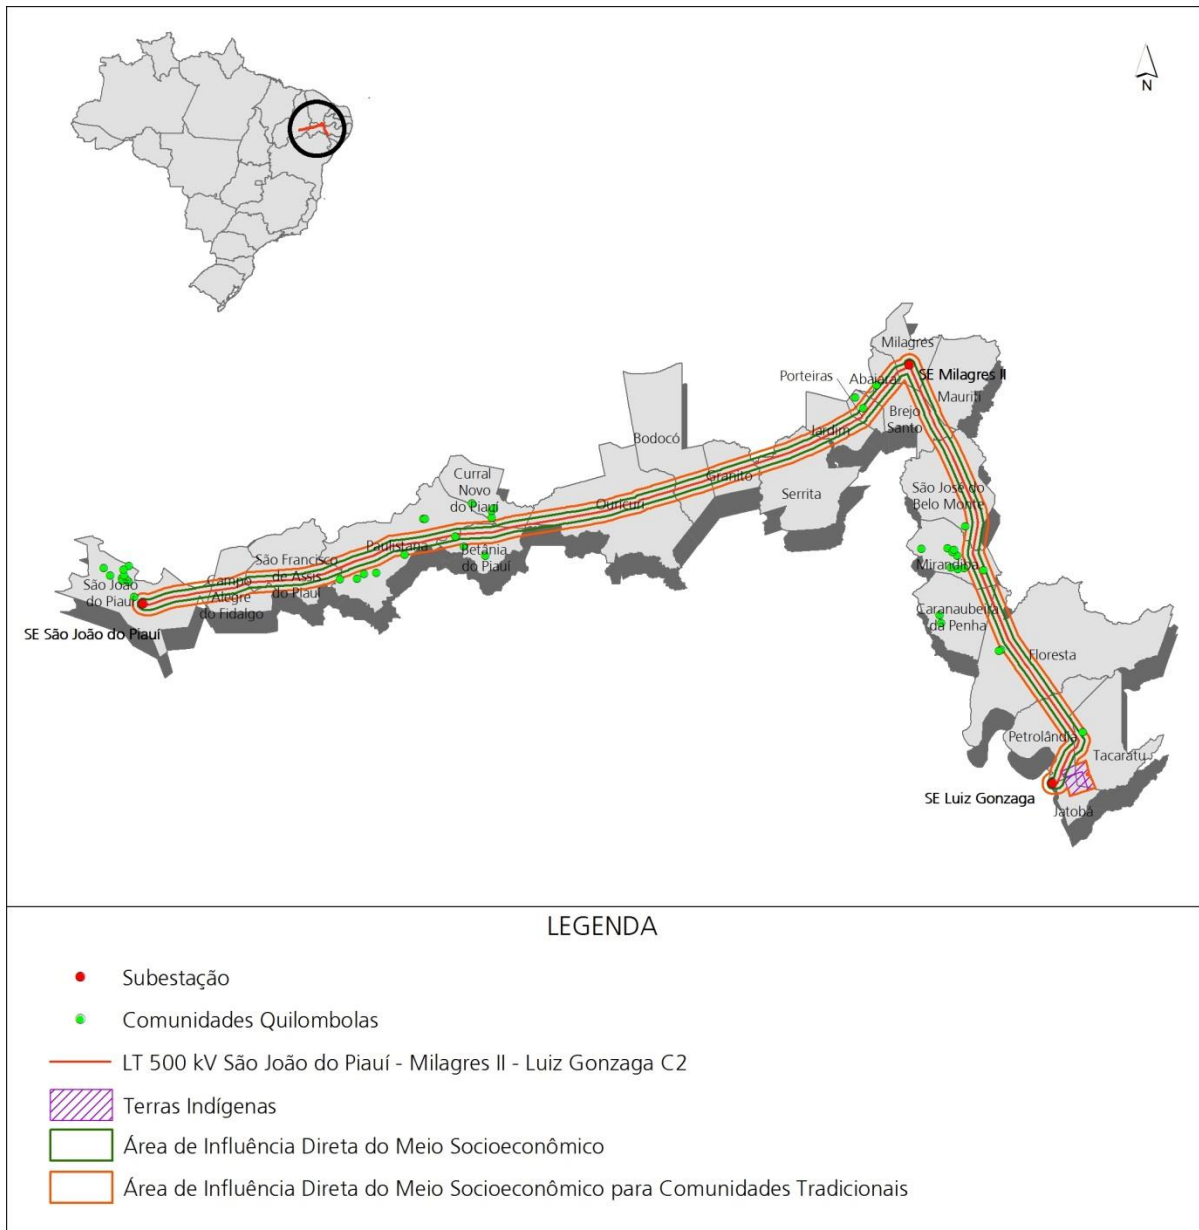 N
Milagres
SE Milagres II
Porteiras
Abaiara
Mauriti
Brejo
Santo
Jardim
Bodocó
Granito
Serrita
Curral
Novo
do Piauí
Ouricuri
São José do
Belo Monte
Paulistana
Betânia
do Piauí
São Francisco
de Assis
do Piauí
Campo
Alegre
do Fidalgo
São João
do Piauí
SE São João do Piauí
Mirandiba
Caranaubeira
da Penha
Floresta
Petrolândia
Tacaratu
SE Luiz Gonzaga
Jatobá
LEGENDA
Subestação
Comunidades Quilombolas
LT 500 kV São João do Piauí - Milagres II - Luiz Gonzaga C2
Terras Indígenas
Área de Influência Direta do Meio Socioeconômico
Área de Influência Direta do Meio Socioeconômico para Comunidades Tradicionais